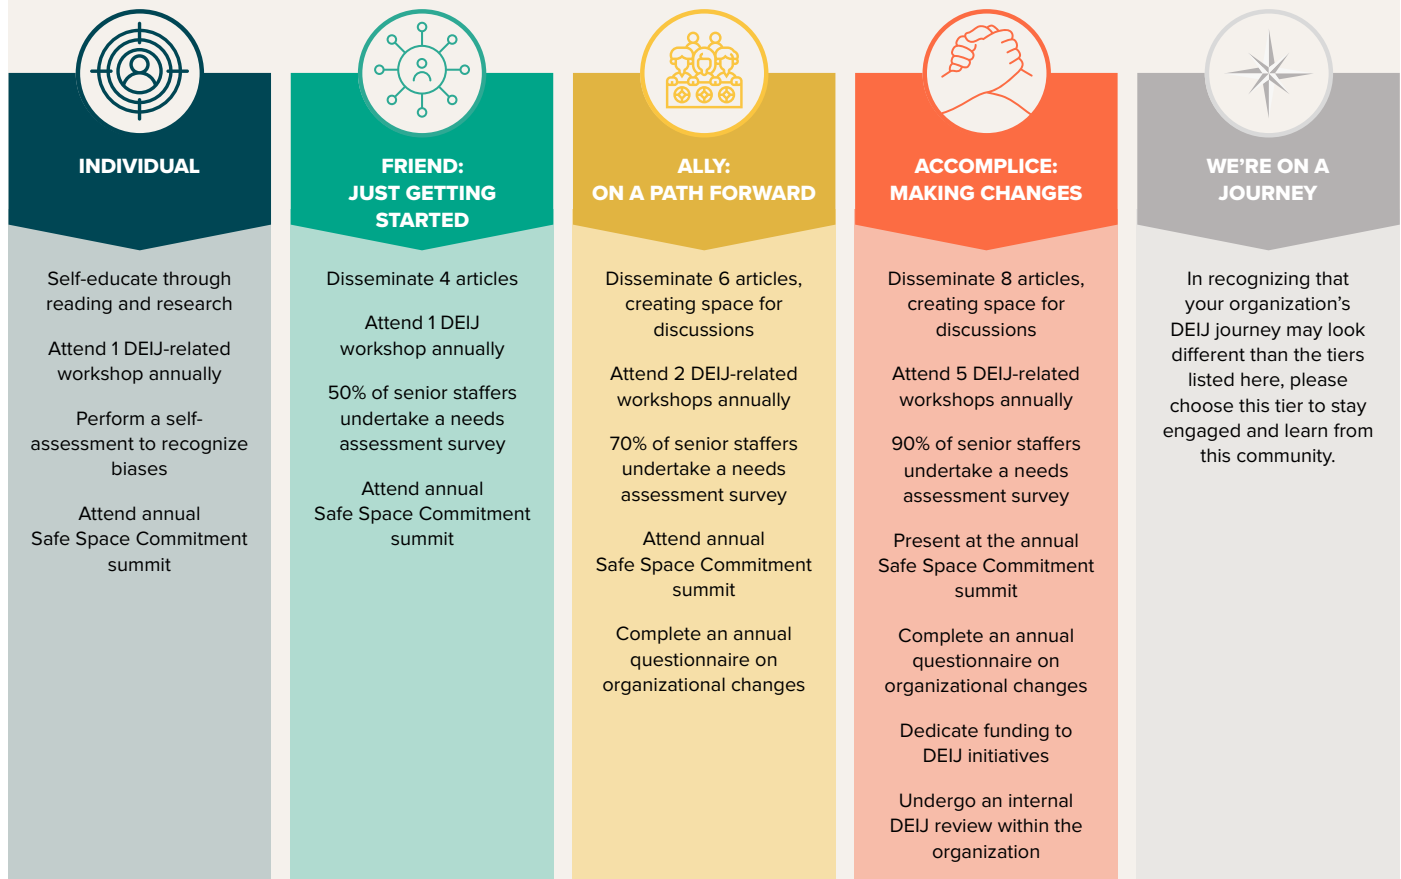 INDIVIDUAL
Self-educate through
reading and research
Attend 1 DEIJ-related
workshop annually
Perform a self-
assessment to recognize
biases
Attend annual
Safe Space Commitment
summit
FRIEND:
JUST GETTING
STARTED
Disseminate 4 articles
Attend 1 DEIJ
workshop annually
50% of senior staffers
undertake a needs
assessment survey
Attend annual
Safe Space Commitment
summit
ALLY:
ON A PATH FORWARD
Disseminate 6 articles,
creating space for
discussions
Attend 2 DEIJ-related
workshops annually
70% of senior staffers
undertake a needs
assessment survey
Attend annual
Safe Space Commitment
summit
Complete an annual
questionnaire on
organizational changes
ACCOMPLICE:
MAKING CHANGES
Disseminate 8 articles,
creating space for
discussions
Attend 5 DEIJ-related
workshops annually
90% of senior staffers
undertake a needs
assessment survey
Present at the annual
Safe Space Commitment
summit
Complete an annual
questionnaire on
organizational changes
Dedicate funding to
DEIJ initiatives
Undergo an internal
DEIJ review within the
organization
WE’RE ON A
JOURNEY
In recognizing that
your organization’s
DEIJ journey may look
different than the tiers
listed here, please
choose this tier to stay
engaged and learn from
this community.